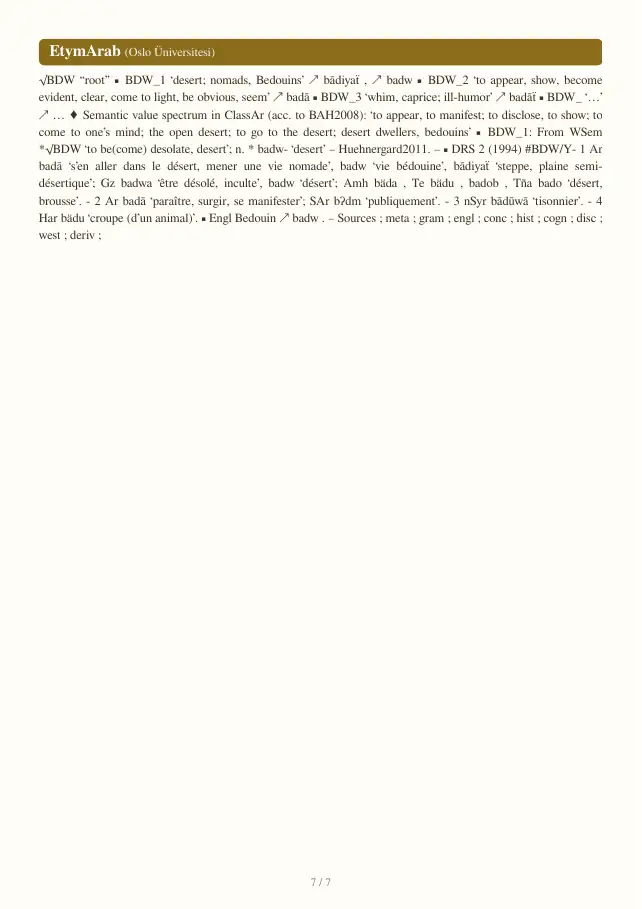 EtymArab (Oslo Üniversitesi)
√BDW “root” ▪ BDW_1 ‘desert; nomads, Bedouins’ ↗ bādiyaẗ , ↗ badw ▪ BDW_2 ‘to appear, show, become
evident, clear, come to light, be obvious, seem’ ↗ badā ▪ BDW_3 ‘whim, caprice; ill-humor’ ↗ badāẗ ▪ BDW_ ‘…’
↗ … ♦ Semantic value spectrum in ClassAr (acc. to BAH2008): ‘to appear, to manifest; to disclose, to show; to
come to one’s mind; the open desert; to go to the desert; desert dwellers, bedouins’ ▪ BDW_1: From WSem
*√BDW ‘to be(come) desolate, desert’; n. * badw- ‘desert’ – Huehnergard2011. – ▪ DRS 2 (1994) #BDW/Y- 1 Ar
badā ‘s’en aller dans le désert, mener une vie nomade’, badw ‘vie bédouine’, bādiyaẗ ‘steppe, plaine semi-
désertique’; Gz badwa ‘être désolé, inculte’, badw ‘désert’; Amh bäda , Te bädu , badob , Tña bado ‘désert,
brousse’. - 2 Ar badā ‘paraître, surgir, se manifester’; SAr bʔdm ‘publiquement’. - 3 nSyr bādūwā ‘tisonnier’. - 4
Har bädu ‘croupe (d’un animal)’. ▪ Engl Bedouin ↗ badw . – Sources ; meta ; gram ; engl ; conc ; hist ; cogn ; disc ;
west ; deriv ;
7 / 7